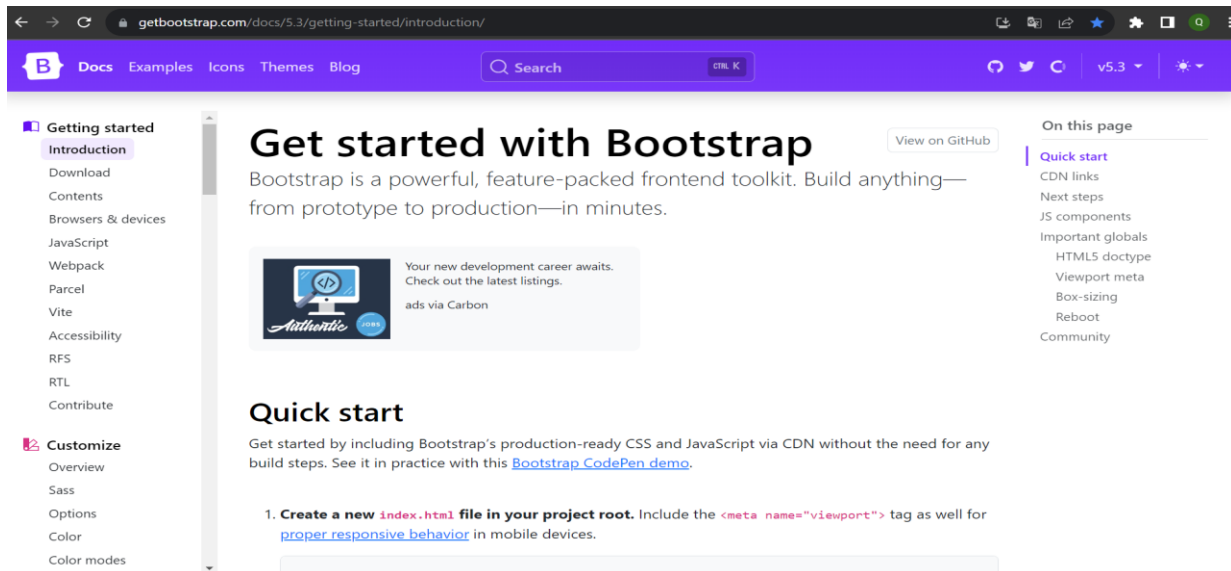 getbootstrap.com/docs/5.3/getting-started/introduction/
Q
B
Docs Examples Icons Themes Blog
Search
CTRL K
v5.3
Getting started
Introduction
Download
Contents
Browsers & devices
JavaScript
Webpack
Parcel
Vite
Accessibility
RFS
RTL
Contribute
Customize
Overview
Sass
Options
Color
Color modes
Get started with Bootstrap
View on GitHub
Bootstrap is a powerful, feature-packed frontend toolkit. Build anything—
from prototype to production—in minutes.
Authentic JOBS
Your new development career awaits.
Check out the latest listings.
ads via Carbon
Quick start
Get started by including Bootstrap's production-ready CSS and JavaScript via CDN without the need for any
build steps. See it in practice with this Bootstrap CodePen demo.
1. Create a new index.html file in your project root. Include the <meta name="viewport"> tag as well for
proper responsive behavior in mobile devices.
On this page
Quick start
CDN links
Next steps
JS components
Important globals
HTML5 doctype
Viewport meta
Box-sizing
Reboot
Community